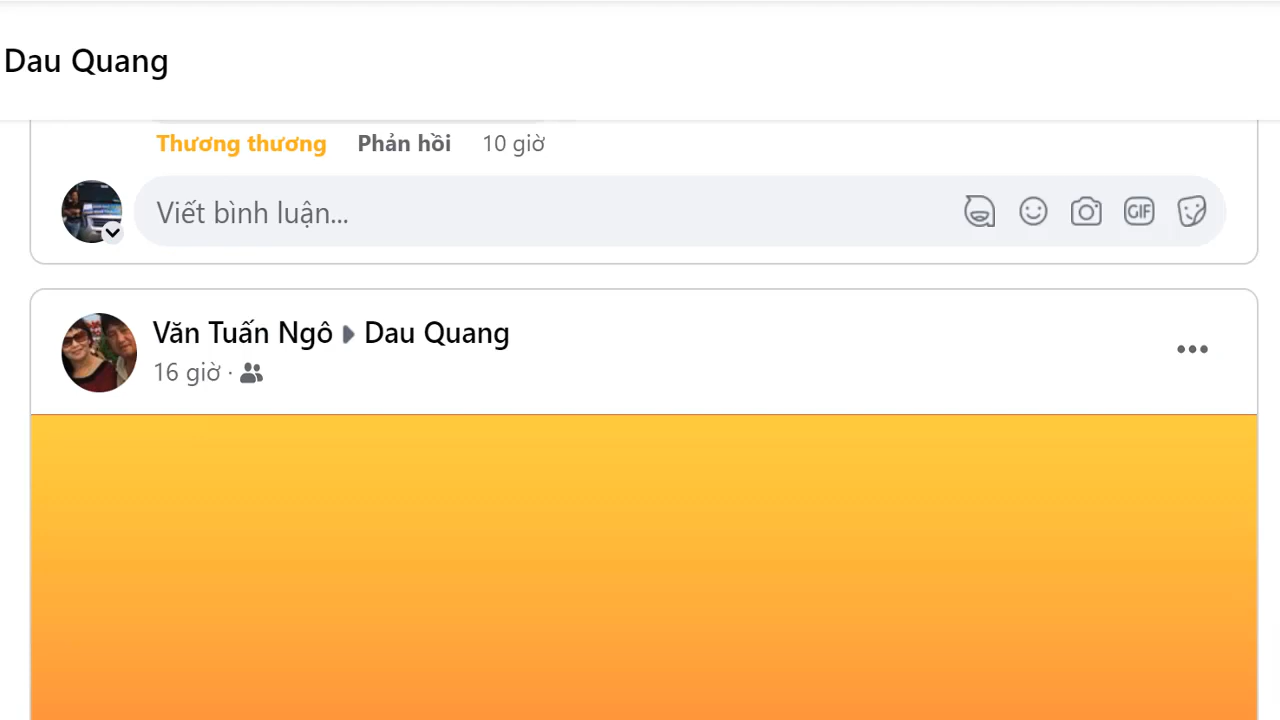 Dau Quang
Thương thương Phản hồi 10 giờ
Viết bình luận...
GIF
Văn Tuấn Ngô Dau Quang
16 giờ ·